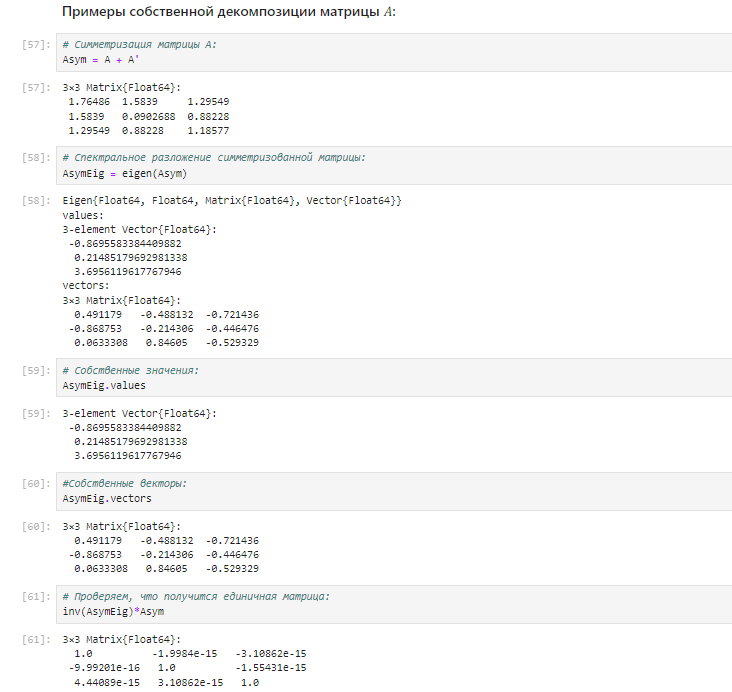 Примеры собственной декомпозиции матрицы A:
[57]: # Симметризация матрицы A:
Asym = A + A'
[57]: 3×3 Matrix{Float64}:
1.76486 1.5839 1.29549
1.5839 0.0902688 0.88228
1.29549 0.88228 1.18577
[58]: # Спектральное разложение симметризованной матрицы:
AsymEig = eigen(Asym)
[58]: Eigen{Float64, Float64, Matrix{Float64}, Vector{Float64}}
values:
3-element Vector{Float64}:
-0.8695583384409882
0.21485179692981338
3.6956119617767946
vectors:
3×3 Matrix{Float64}:
0.491179 -0.488132 -0.721436
-0.868753 -0.214306 -0.446476
0.0633308 0.84605 -0.529329
[59]: # Собственные значения:
AsymEig.values
[59]: 3-element Vector{Float64}:
-0.8695583384409882
0.21485179692981338
3.6956119617767946
[60]: #Собственные векторы:
AsymEig.vectors
[60]: 3×3 Matrix{Float64}:
0.491179 -0.488132 -0.721436
-0.868753 -0.214306 -0.446476
0.0633308 0.84605 -0.529329
[61]: # Проверяем, что получится единичная матрица:
inv(AsymEig)*Asym
[61]: 3×3 Matrix{Float64}:
1.0 -1.9984e-15 -3.10862e-15
-9.99201e-16 1.0 -1.55431e-15
4.44089e-15 3.10862e-15 1.0